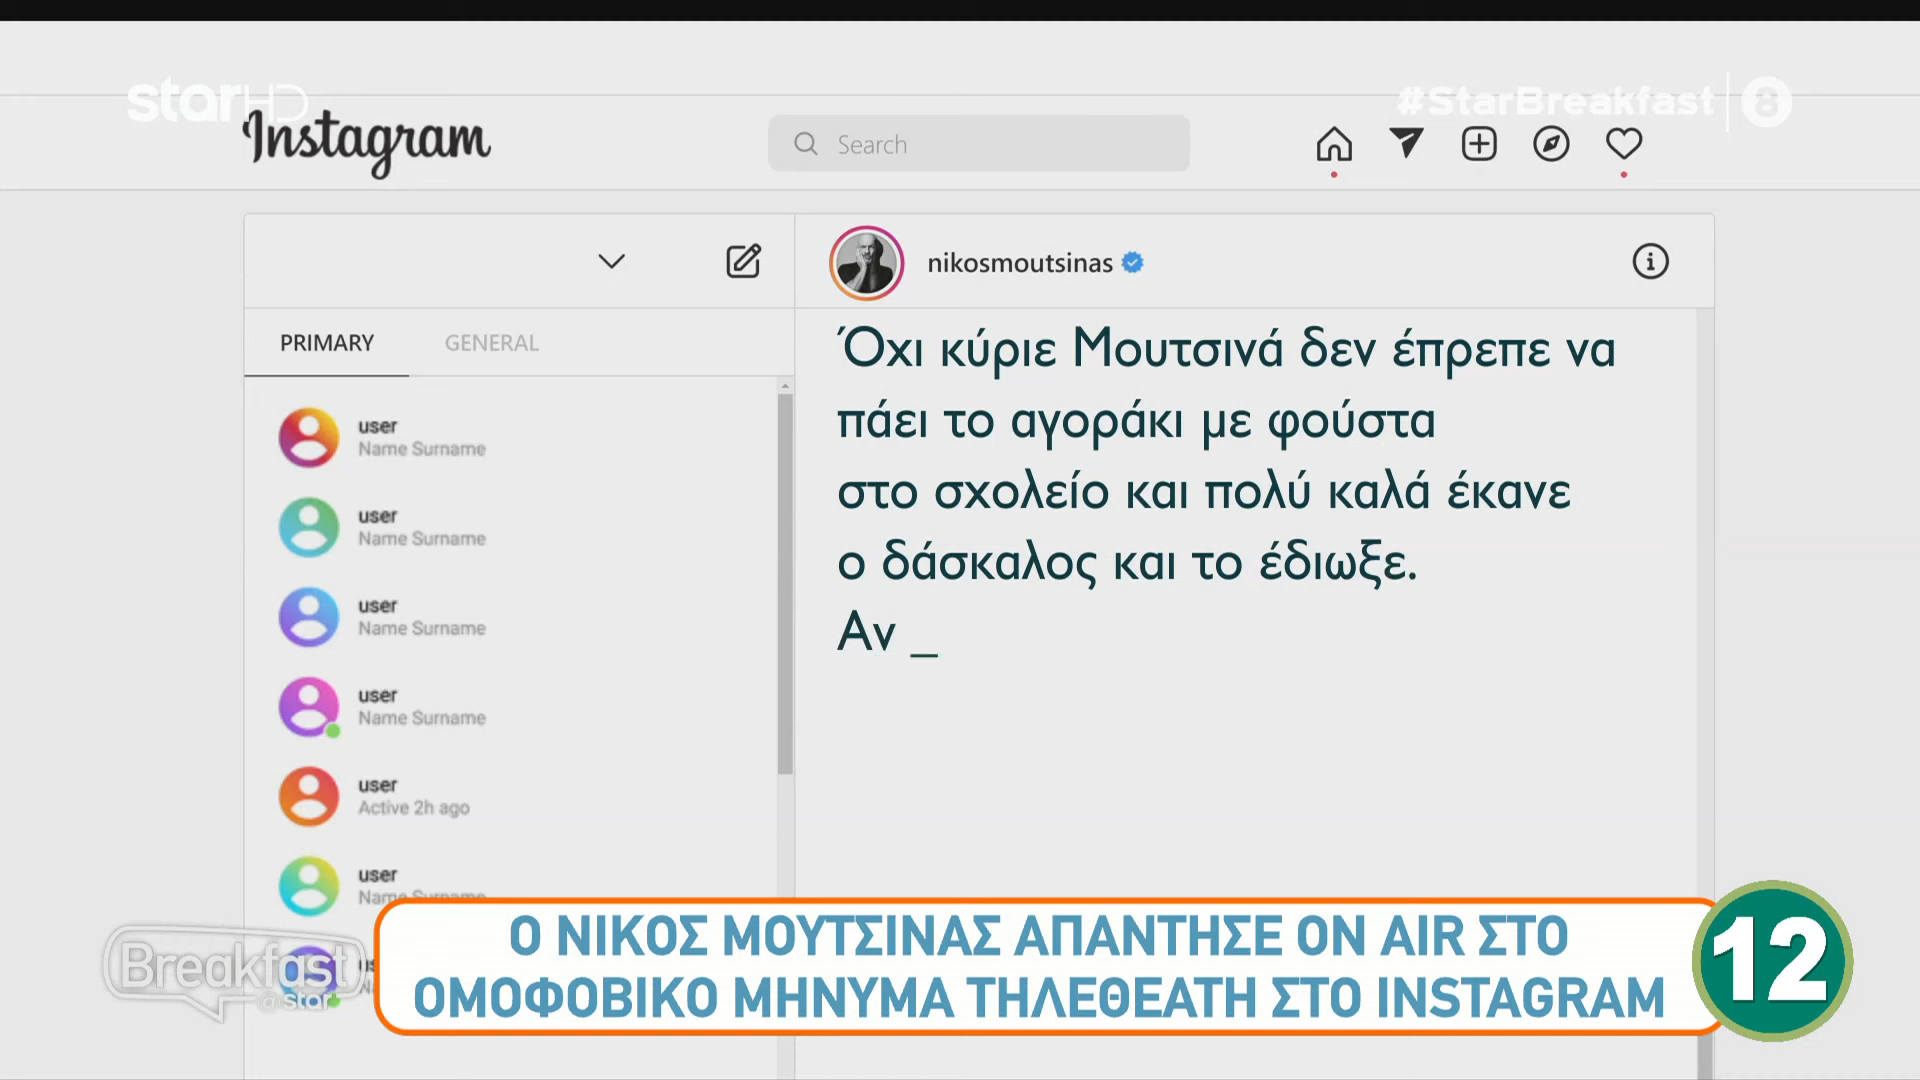 starHD
#StarBreakfast 8
Instagram
Search
nikosmoutsinas
PRIMARY
GENERAL
user
Name Surname
user
Name Surname
user
Name Surname
user
Name Surname
user
Active 2h ago
user
Name Surname
Όχι κύριε Μουτσινά δεν έπρεπε να
πάει το αγοράκι με φούστα
στο σχολείο και πολύ καλά έκανε
ο δάσκαλος και το έδιωξε.
Αν _
Breakfast
@star
Ο ΝΙΚΟΣ ΜΟΥΤΣΙΝΑΣ ΑΠΑΝΤΗΣΕ ON AIR ΣΤΟ
ΟΜΟΦΟΒΙΚΟ ΜΗΝΥΜΑ ΤΗΛΕΘΕΑΤΗ ΣΤΟ INSTAGRAM
12